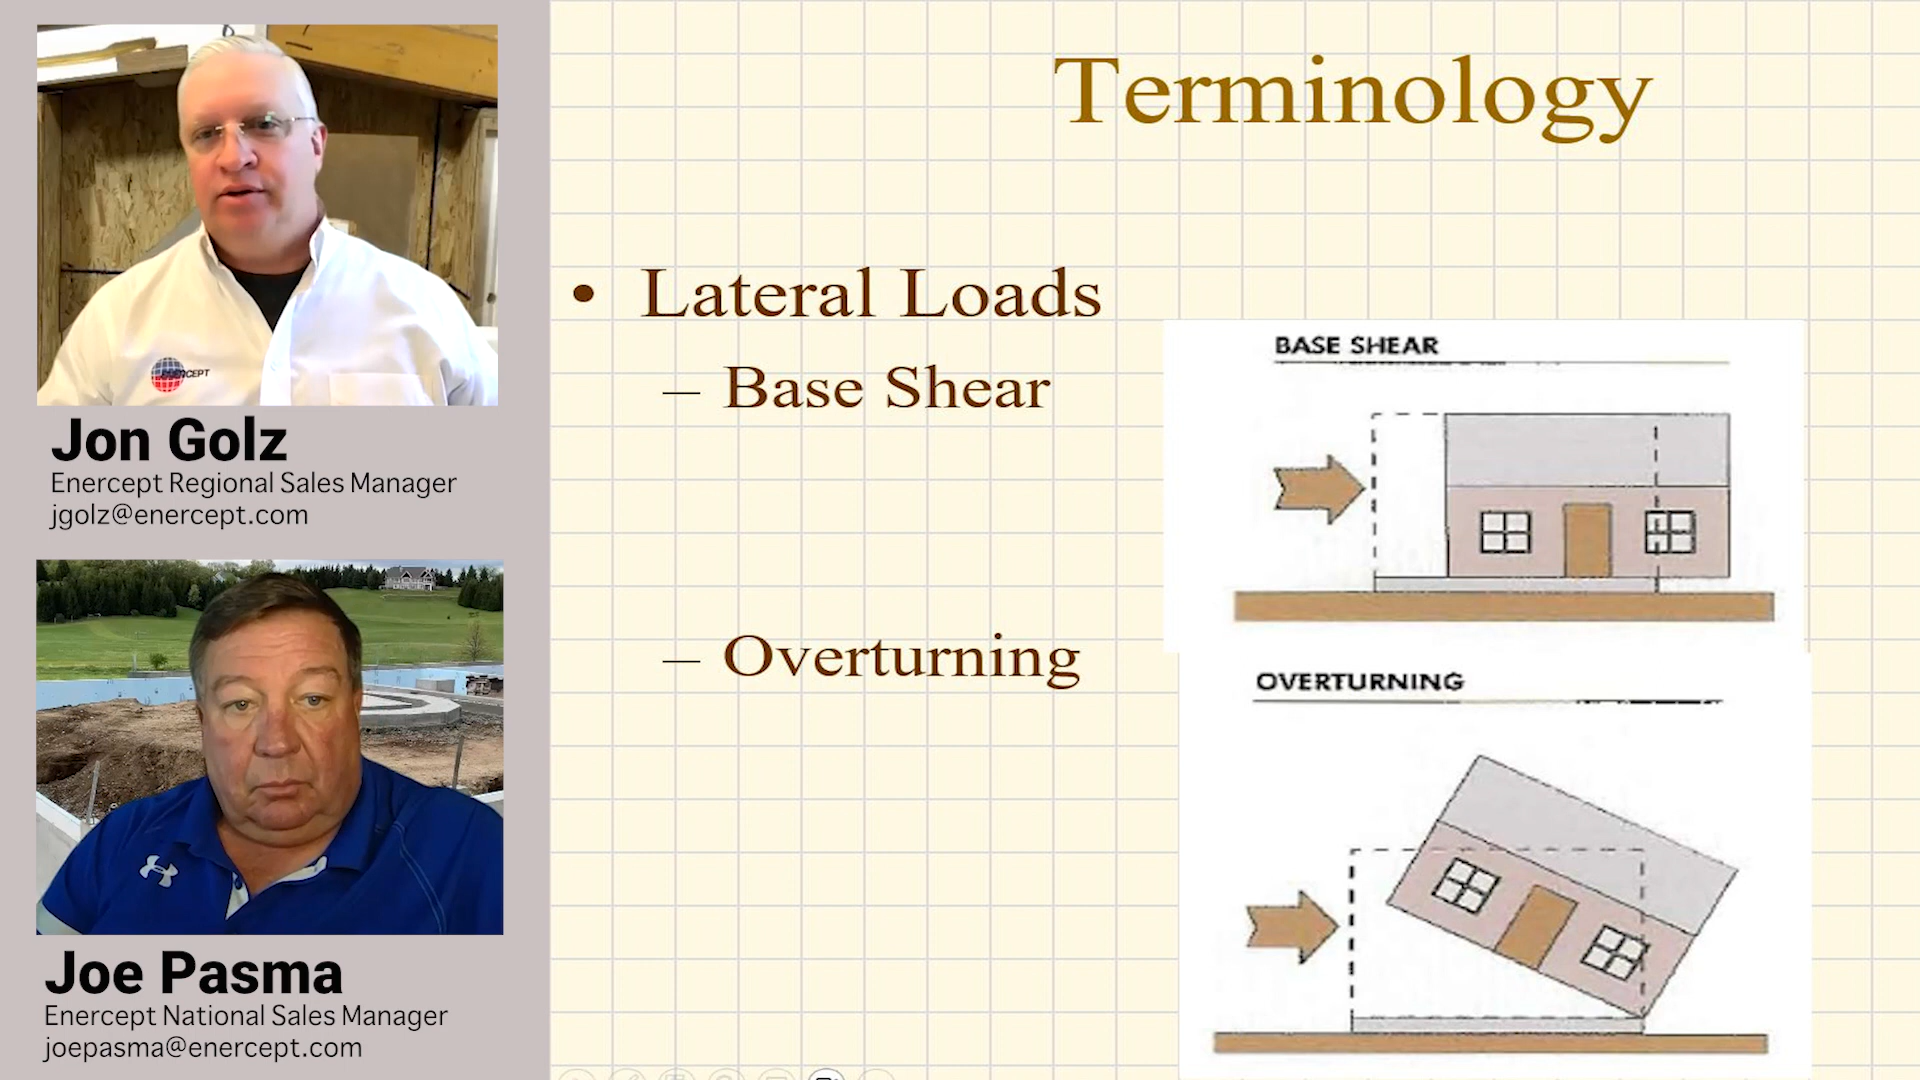 ENERCEPT
Jon Golz
Enercept Regional Sales Manager
jgolz@enercept.com
Joe Pasma
Enercept National Sales Manager
joepasma@enercept.com
Terminology
• Lateral Loads
– Base Shear
– Overturning
BASE SHEAR
OVERTURNING